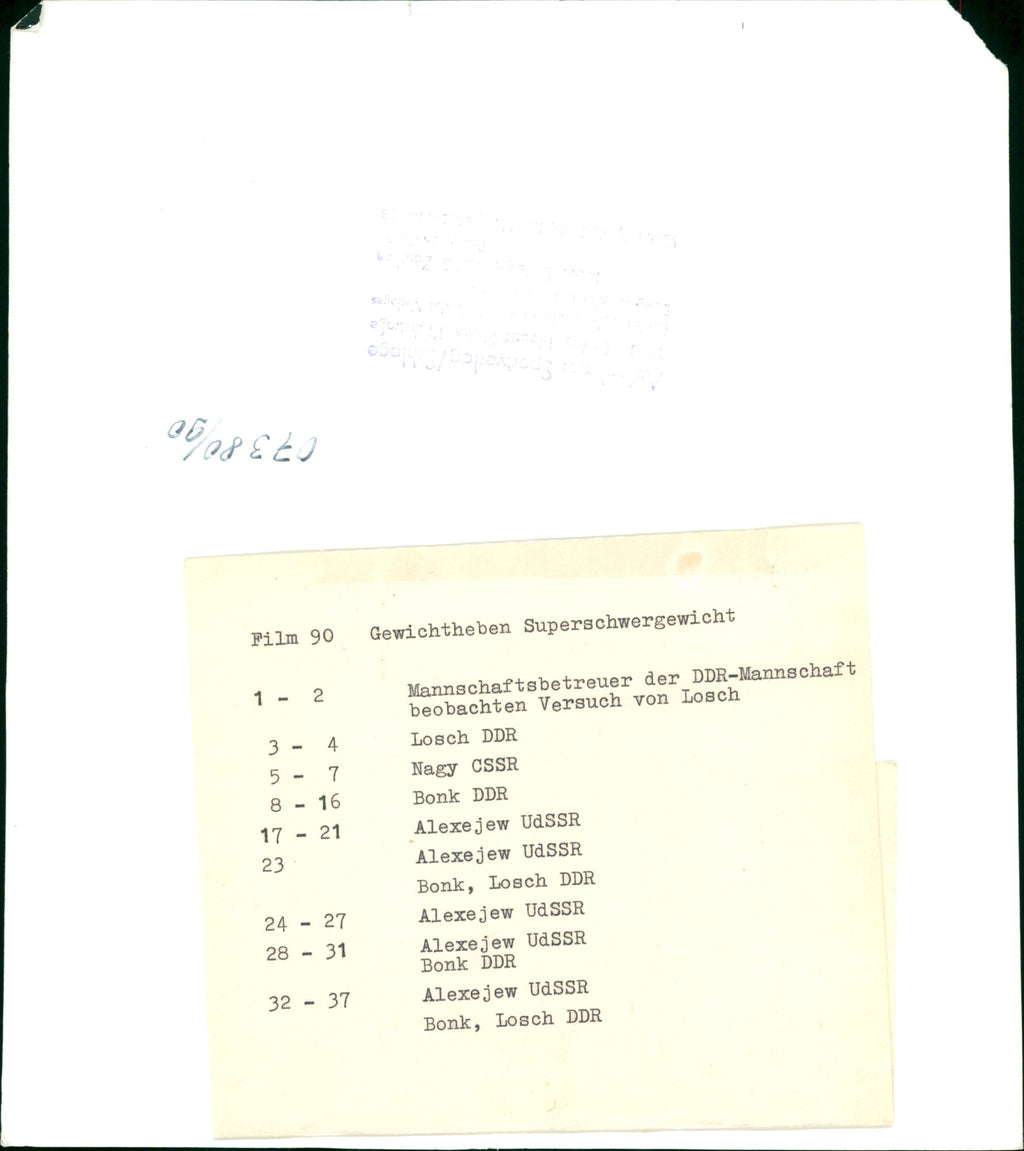 07380/90
Film 90 Gewichtheben Superschwergewicht
1 - 2 Mannschaftsbetreuer der DDR-Mannschaft
beobachten Versuch von Losch
3 - 4 Losch DDR
5 - 7 Nagy CSSR
8 - 16 Bonk DDR
17 - 21 Alexejew UdSSR
23 Alexejew UdSSR
Bonk, Losch DDR
24 - 27 Alexejew UdSSR
28 - 31 Alexejew UdSSR
Bonk DDR
32 - 37 Alexejew UdSSR
Bonk, Losch DDR
Sportverlag/Schlage